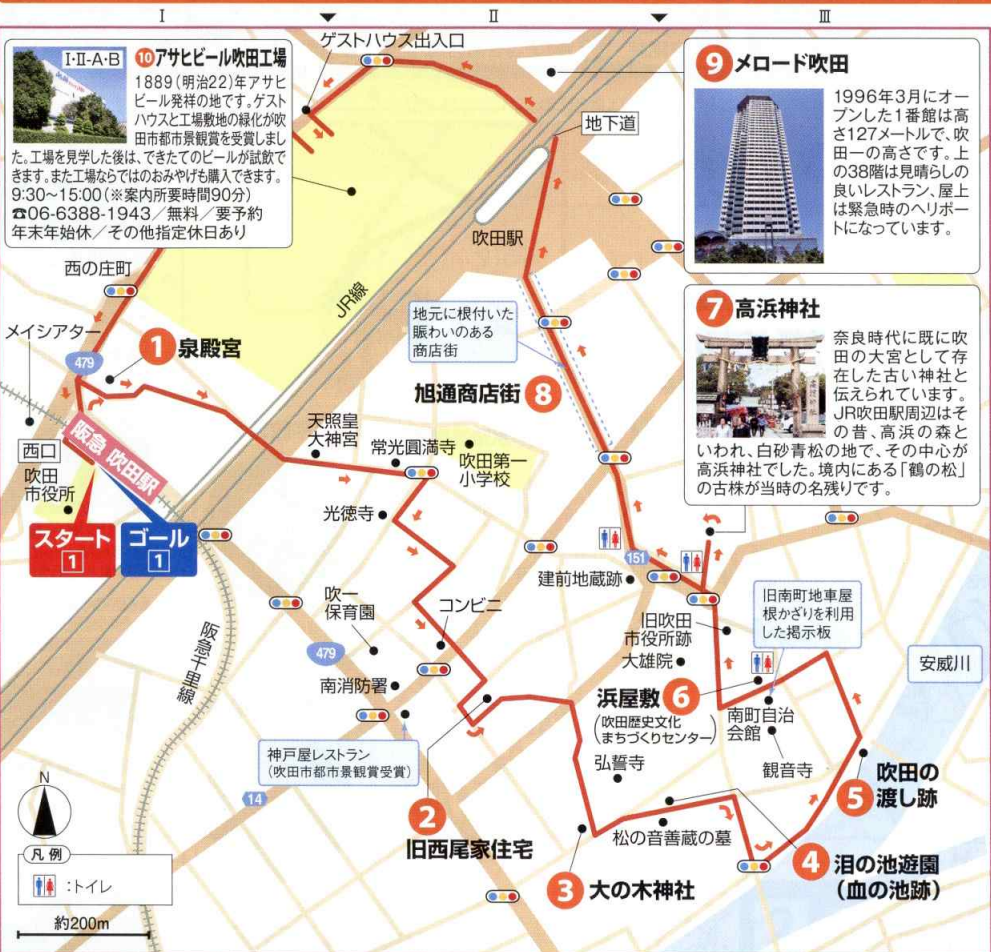 I
II
III
I・II-A・B
⑩アサヒビール吹田工場
1889(明治22)年アサヒ
ビール発祥の地です。ゲスト
ハウスと工場敷地の緑化が吹
田市都市景観賞を受賞しまし
た。工場を見学した後は、できたてのビールが試飲で
きます。また工場ならではのおみやげも購入できます。
9:30～15:00(※案内所要時間90分)
☎06-6388-1943／無料／要予約
年末年始休／その他指定休日あり
ゲストハウス出入口
⑨メロード吹田
1996年3月にオー
プンした1番館は高
さ127メートルで、吹
田一の高さです。上
の38階は見晴らしの
良いレストラン、屋上
は緊急時のヘリポー
トになっています。
地下道
吹田駅
西の庄町
JR線
メイシアター
479
①泉殿宮
地元に根付いた
賑わいのある
商店街
旭通商店街⑧
⑦高浜神社
奈良時代に既に吹
田の大宮として存
在した古い神社と
伝えられています。
JR吹田駅周辺はそ
の昔、高浜の森と
いわれ、白砂青松の地で、その中心が
高浜神社でした。境内にある「鶴の松」
の古株が当時の名残りです。
阪急 吹田駅
西口
吹田
市役所
スタート
1
ゴール
1
天照皇
大神宮
常光圓満寺
吹田第一
小学校
光徳寺
151
建前地蔵跡
旧南町地車屋
根かざりを利用
した掲示板
吹一
保育園
コンビニ
旧吹田
市役所跡
大雄院
安威川
阪急千里線
479
南消防署
浜屋敷⑥
(吹田歴史文化
まちづくりセンター)
南町自治
会館
神戸屋レストラン
(吹田市都市景観賞受賞)
弘誓寺
観音寺
⑤吹田の
渡し跡
14
②
旧西尾家住宅
松の音善蔵の墓
④泪の池遊園
(血の池跡)
③大の木神社
N
凡例
:トイレ
約200m